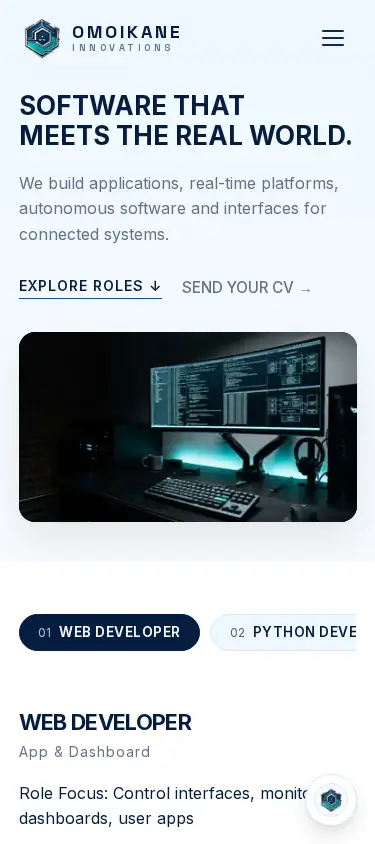 OMOIKANE
INNOVATIONS
SOFTWARE THAT
MEETS THE REAL WORLD.
We build applications, real-time platforms,
autonomous software and interfaces for
connected systems.
EXPLORE ROLES ↓
SEND YOUR CV →
01 WEB DEVELOPER
02 PYTHON DEVE
WEB DEVELOPER
App & Dashboard
Role Focus: Control interfaces, monito
dashboards, user apps